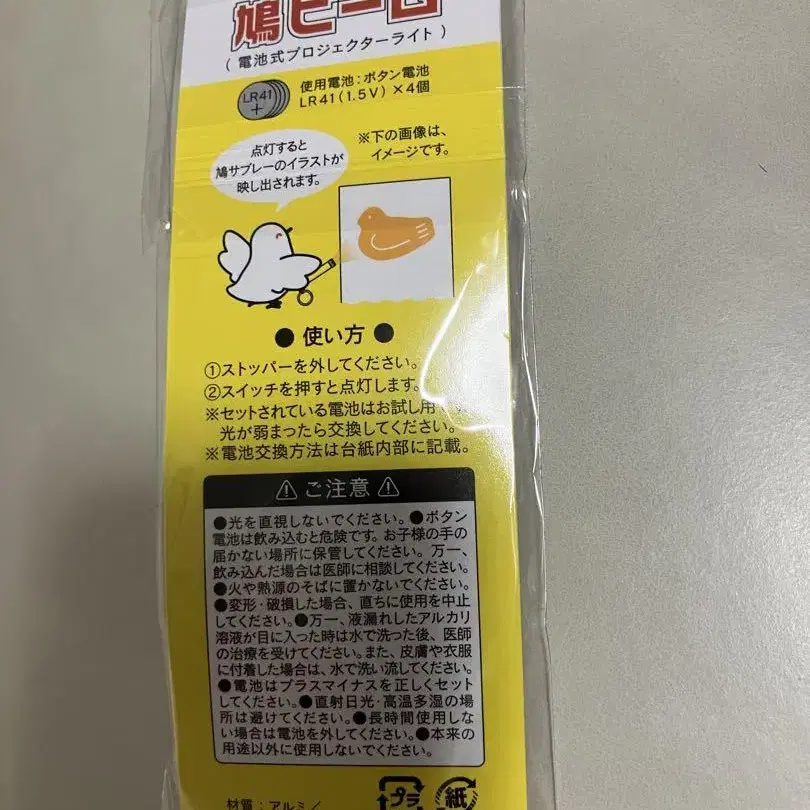 鳩ビーム
(電池式プロジェクターライト)
LR41
+
使用電池:ボタン電池
LR41(1.5V)×4個
点灯すると
鳩サブレーのイラストが
映し出されます。
※下の画像は、
イメージです。
● 使い方 ●
①ストッパーを外してください。
②スイッチを押すと点灯します。
※セットされている電池はお試し用
光が弱まったら交換してください。
※電池交換方法は台紙内部に記載。
ご注意
●光を直視しないでください。●ボタン
電池は飲み込むと危険です。お子様の手の
届かない場所に保管してください。万一、
飲み込んだ場合は医師に相談してください。
●火や熱源のそばに置かないでください。
●変形・破損した場合、直ちに使用を中止
してください。●万一、液漏れしたアルカリ
溶液が目に入った時は水で洗った後、医師
の治療を受けてください。また、皮膚や衣服
に付着した場合は、水で洗い流してください。
●電池はプラスマイナスを正しくセット
してください。●直射日光・高温多湿の場
所は避けてください。●長時間使用しな
い場合は電池を外してください。●本来の
用途以外に使用しないでください。
材質:アルミ/
プラ
紙